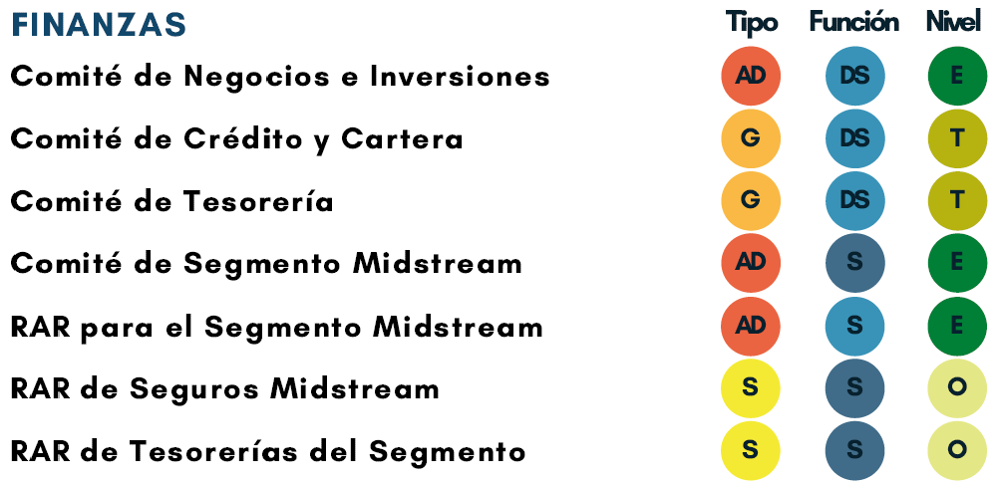 FINANZAS Tipo Función Nivel
Comité de Negocios e Inversiones AD DS E
Comité de Crédito y Cartera G DS T
Comité de Tesorería G DS T
Comité de Segmento Midstream AD S E
RAR para el Segmento Midstream AD S E
RAR de Seguros Midstream S S O
RAR de Tesorerías del Segmento S S O